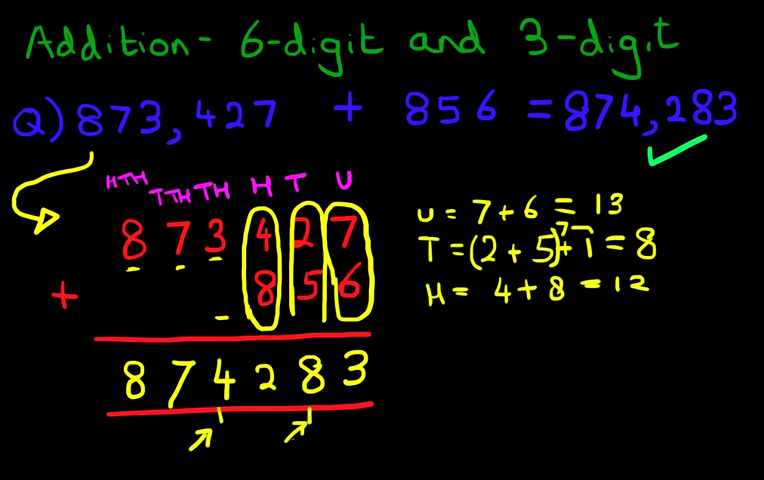 Addition - 6-digit and 3-digit
Q) 873,427 + 856 = 874,283
HTH TTH TH H T U
8 7 3 4 2 7
+ 8 5 6
8 7 4 2 8 3
U = 7 + 6 = 13
T = (2 + 5)7 + 1 = 8
H = 4 + 8 = 12